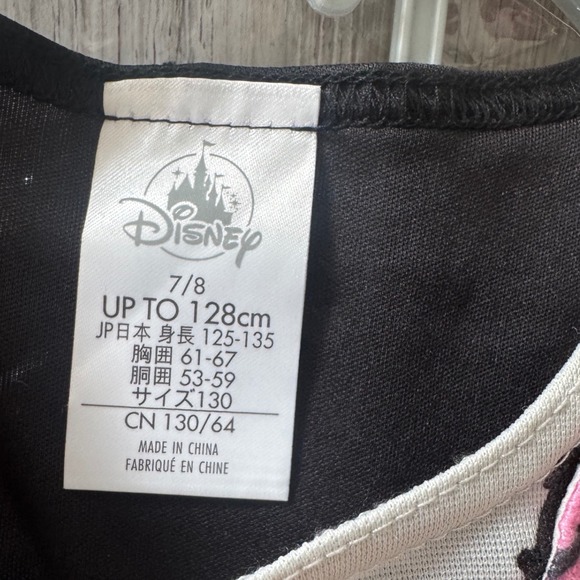 Disney
7/8
UP TO 128cm
JP日本 身長 125-135
胸囲 61-67
胴囲 53-59
サイズ130
CN 130/64
MADE IN CHINA
FABRIQUÉ EN CHINE